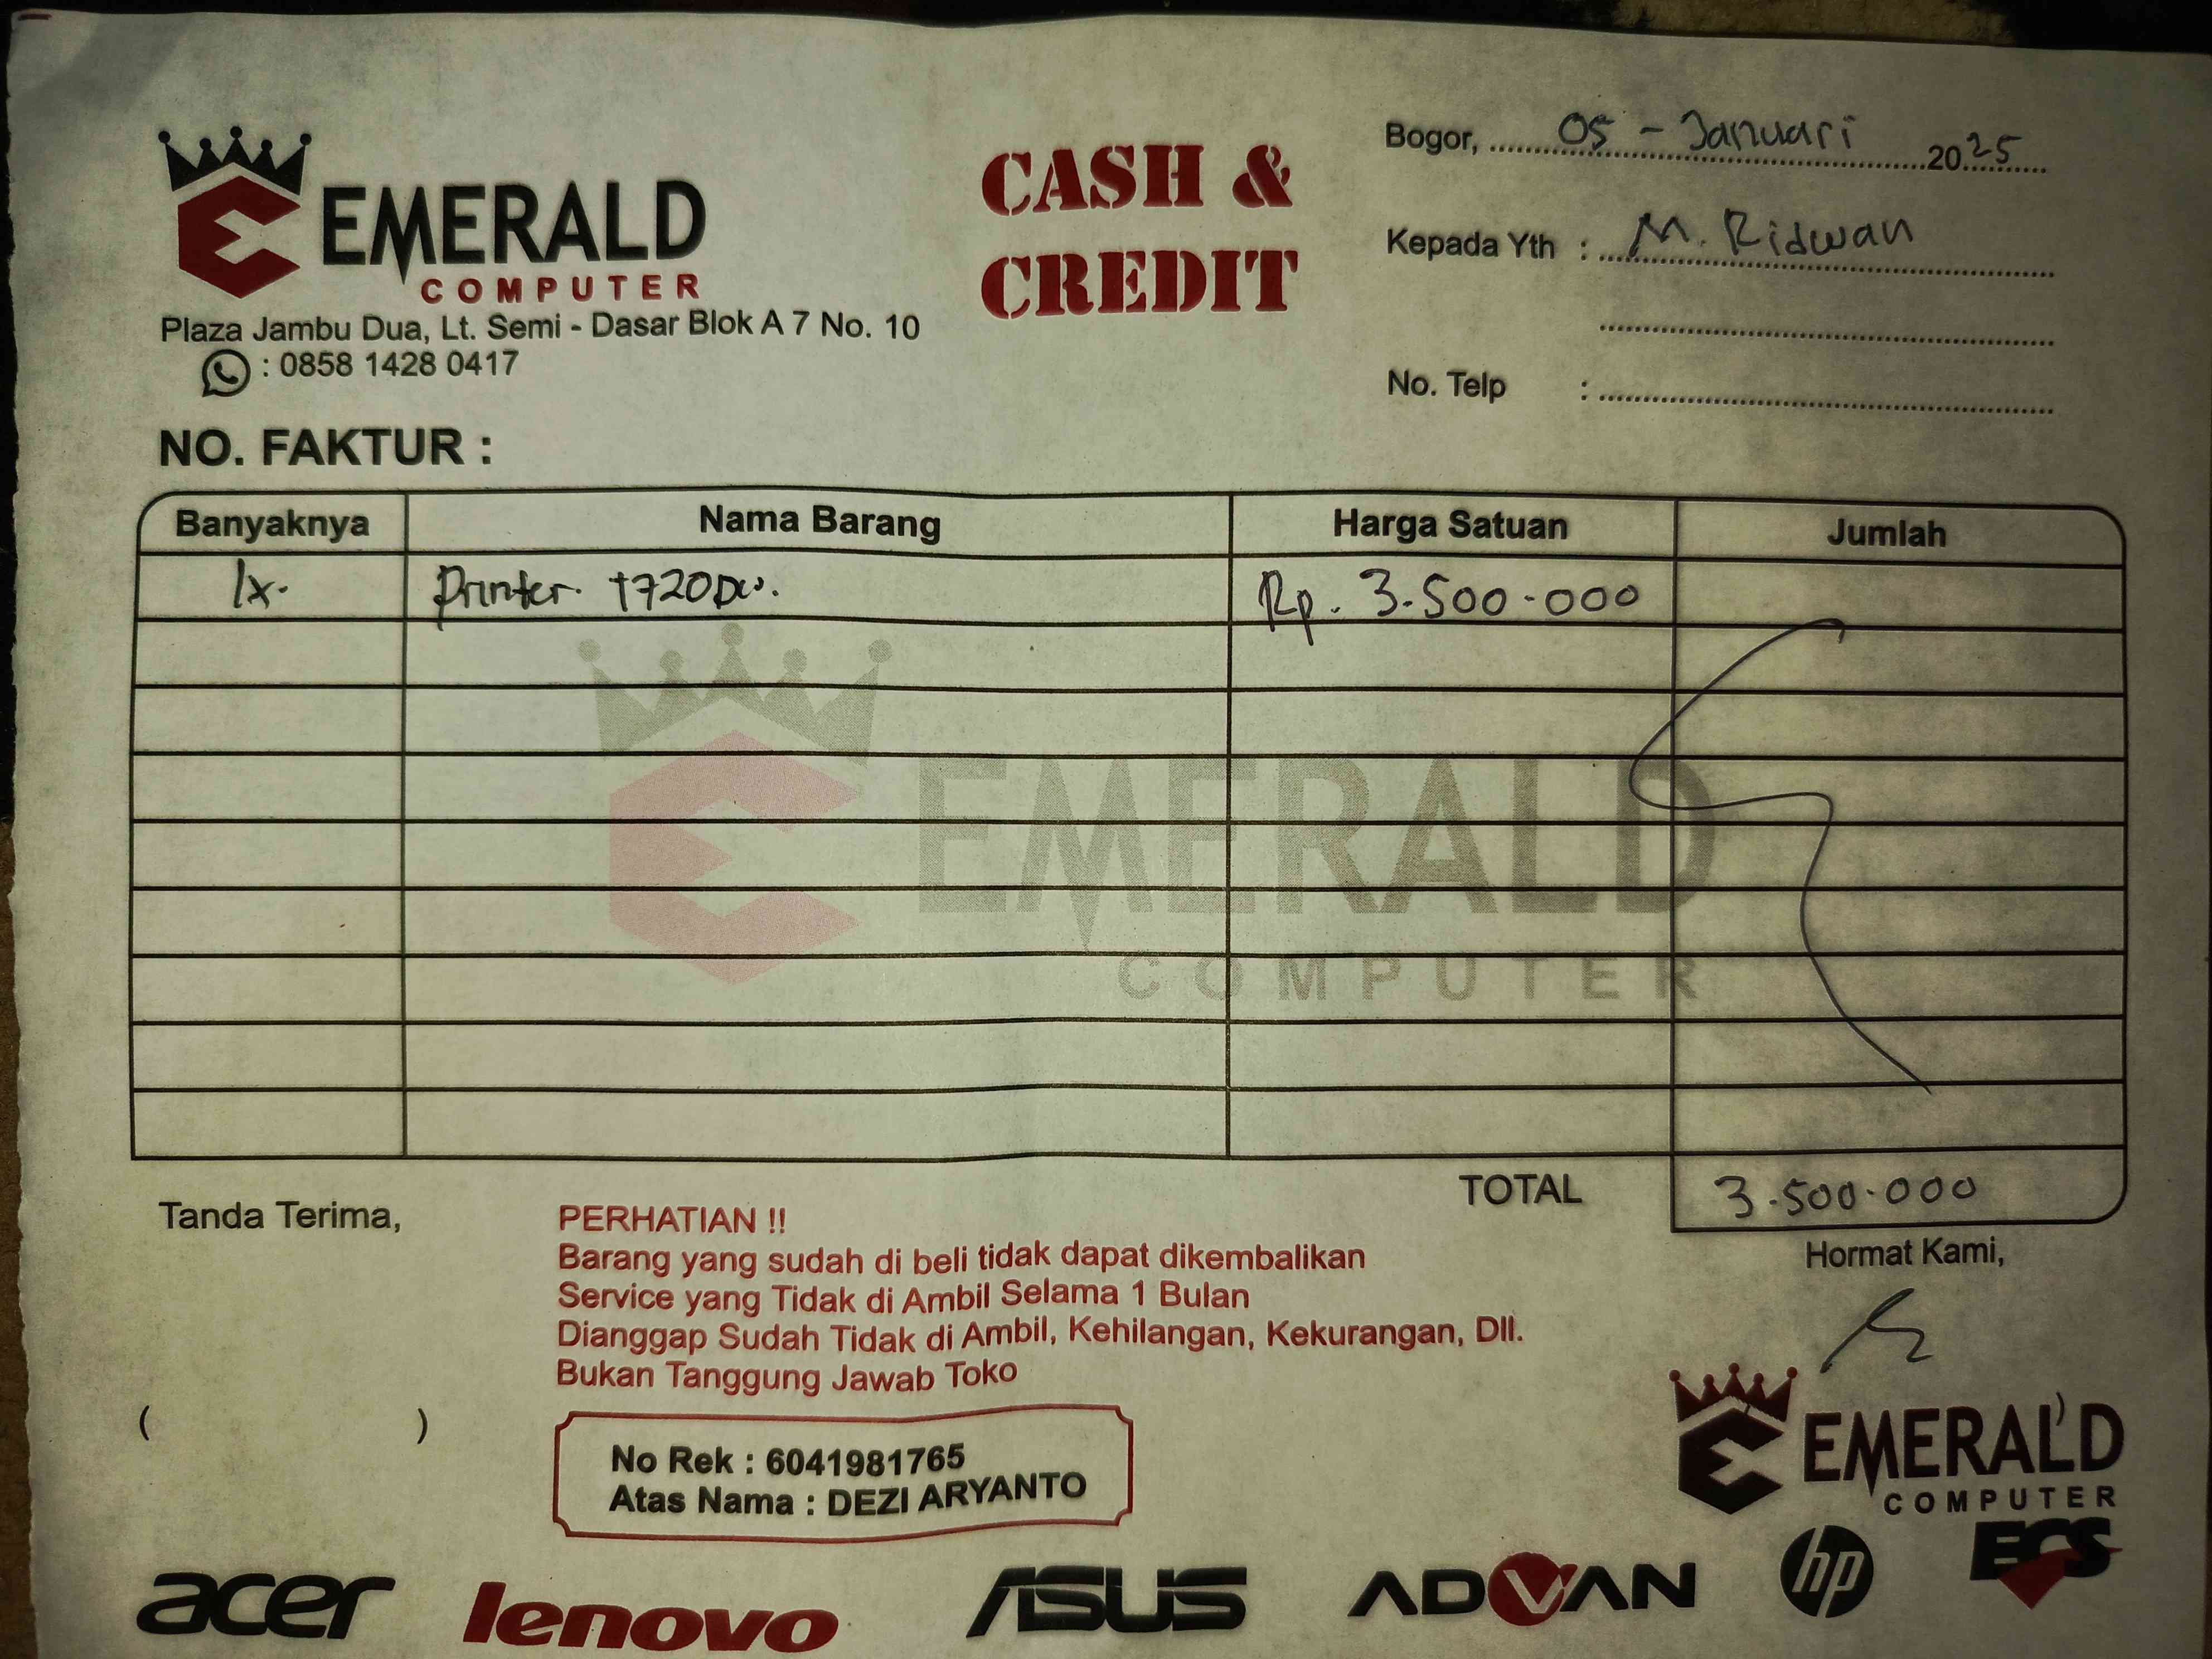 EMERALD
COMPUTER
Plaza Jambu Dua, Lt. Semi - Dasar Blok A 7 No. 10
: 0858 1428 0417
CASH &
CREDIT
Bogor, 05 - Januari 2025
Kepada Yth : M. Ridwan
No. Telp :
NO. FAKTUR :
Banyaknya Nama Barang Harga Satuan Jumlah
1x. Printer. T720DW. Rp. 3.500.000
EMERALD
COMPUTER
TOTAL 3.500.000
Tanda Terima,
( )
PERHATIAN !!
Barang yang sudah di beli tidak dapat dikembalikan
Service yang Tidak di Ambil Selama 1 Bulan
Dianggap Sudah Tidak di Ambil, Kehilangan, Kekurangan, Dll.
Bukan Tanggung Jawab Toko
No Rek : 6041981765
Atas Nama : DEZI ARYANTO
Hormat Kami,
EMERALD
COMPUTER
acer lenovo ASUS ADVAN hp ECS